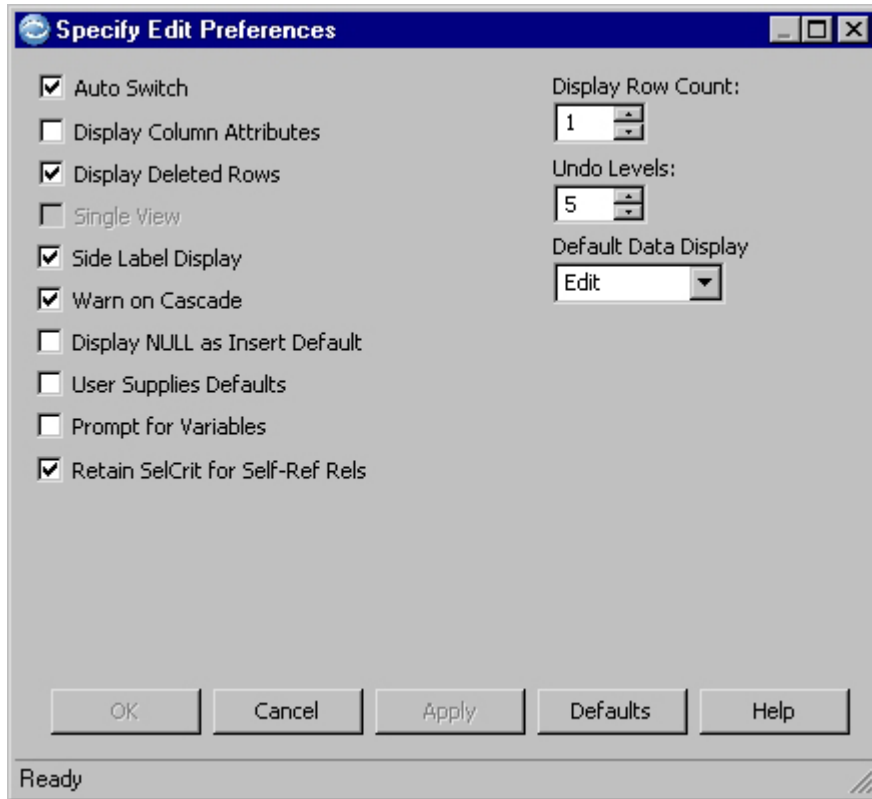 Specify Edit Preferences
Auto Switch
Display Column Attributes
Display Deleted Rows
Single View
Side Label Display
Warn on Cascade
Display NULL as Insert Default
User Supplies Defaults
Prompt for Variables
Retain SelCrit for Self-Ref Rels
Display Row Count:
1
Undo Levels:
5
Default Data Display
Edit
OK Cancel Apply Defaults Help
Ready